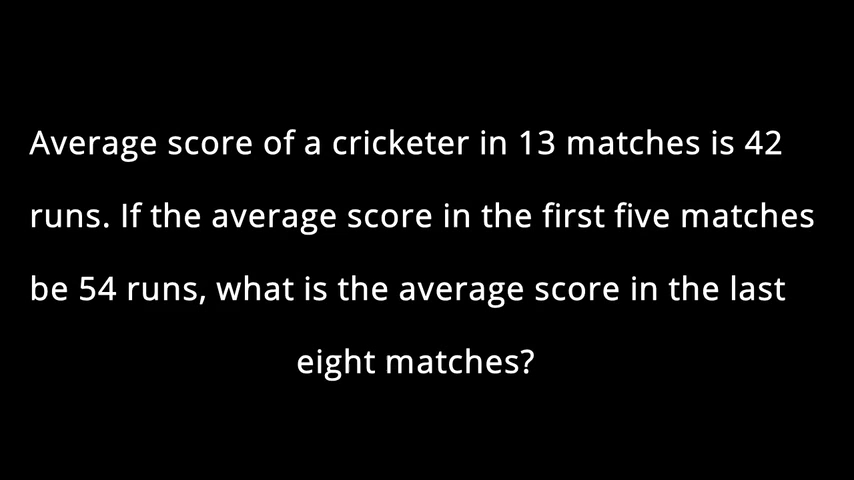 Average score of a cricketer in 13 matches is 42
runs. If the average score in the first five matches
be 54 runs, what is the average score in the last
eight matches?